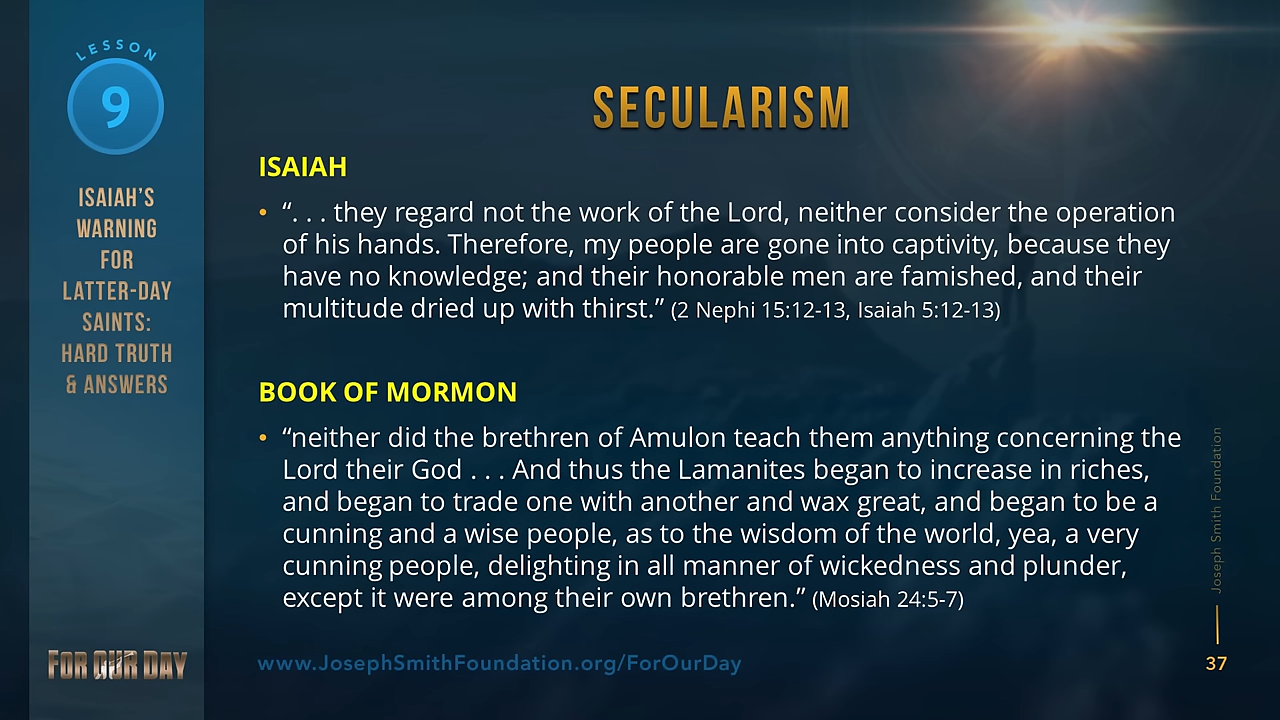 LESSON
9
ISAIAH'S
WARNING
FOR
LATTER-DAY
SAINTS:
HARD TRUTH
& ANSWERS
FOR OUR DAY
SECULARISM
ISAIAH
• “. . . they regard not the work of the Lord, neither consider the operation
of his hands. Therefore, my people are gone into captivity, because they
have no knowledge; and their honorable men are famished, and their
multitude dried up with thirst.” (2 Nephi 15:12-13, Isaiah 5:12-13)
BOOK OF MORMON
• “neither did the brethren of Amulon teach them anything concerning the
Lord their God . . . And thus the Lamanites began to increase in riches,
and began to trade one with another and wax great, and began to be a
cunning and a wise people, as to the wisdom of the world, yea, a very
cunning people, delighting in all manner of wickedness and plunder,
except it were among their own brethren.” (Mosiah 24:5-7)
www.JosephSmithFoundation.org/ForOurDay
Joseph Smith Foundation
37